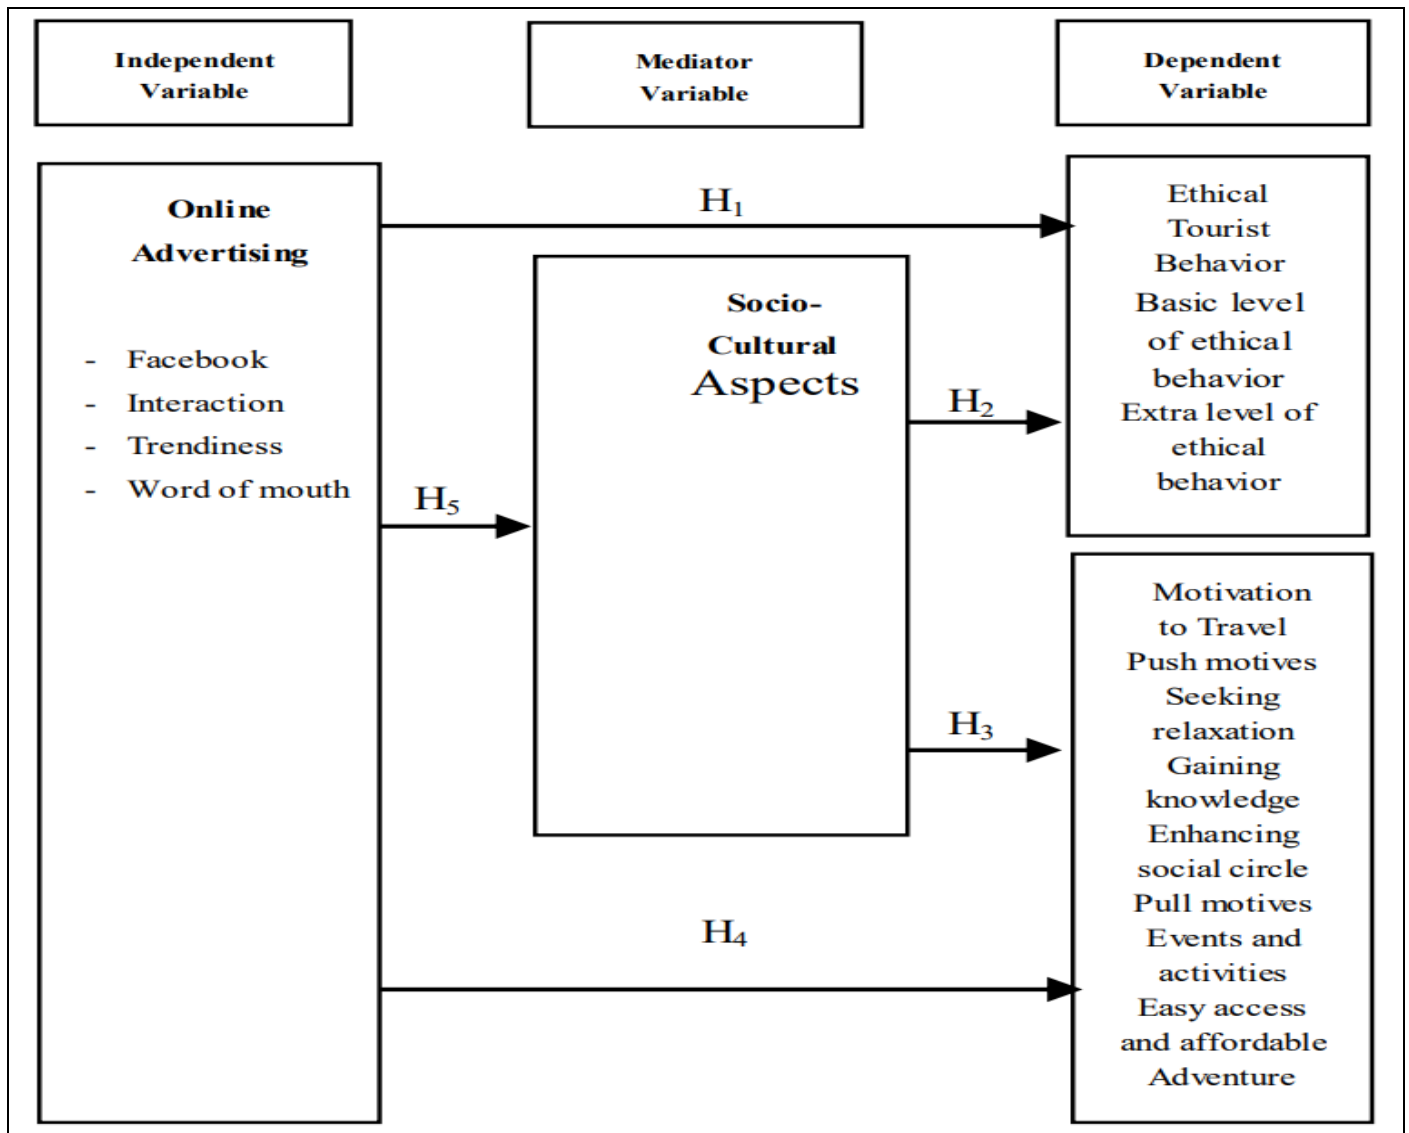 Independent
Variable
Mediator
Variable
Dependent
Variable
Online
Advertising
- Facebook
- Interaction
- Trendiness
- Word of mouth
H₁
H₅
Socio-
Cultural
Aspects
H₂
H₃
H₄
Ethical
Tourist
Behavior
Basic level
of ethical
behavior
Extra level of
ethical
behavior
Motivation
to Travel
Push motives
Seeking
relaxation
Gaining
knowledge
Enhancing
social circle
Pull motives
Events and
activities
Easy access
and affordable
Adventure